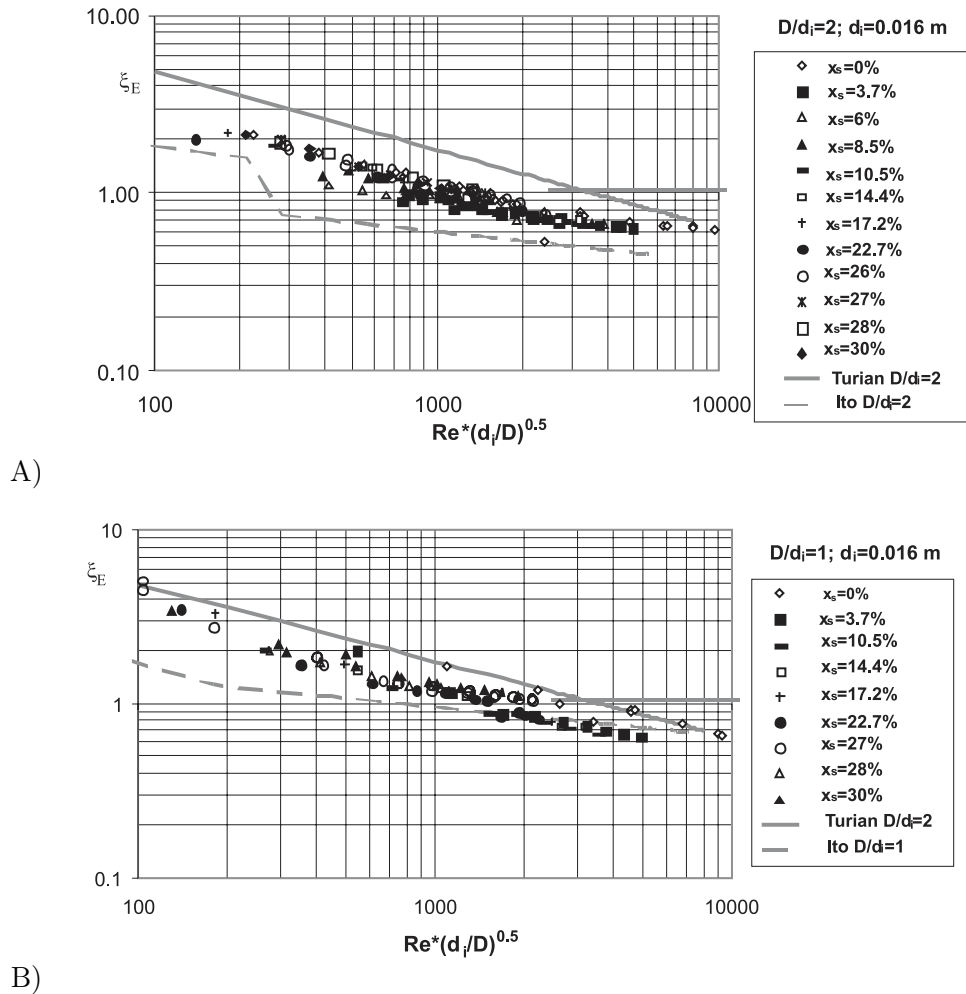 10.00
ξE
1.00
0.10
100
1000
10000
Re*(di/D)^0.5
D/di=2; di=0.016 m
xs=0%
xs=3.7%
xs=6%
xs=8.5%
xs=10.5%
xs=14.4%
xs=17.2%
xs=22.7%
xs=26%
xs=27%
xs=28%
xs=30%
Turian D/di=2
Ito D/di=2
A)
10
ξE
1
0.1
100
1000
10000
Re*(di/D)^0.5
D/di=1; di=0.016 m
xs=0%
xs=3.7%
xs=10.5%
xs=14.4%
xs=17.2%
xs=22.7%
xs=27%
xs=28%
xs=30%
Turian D/di=2
Ito D/di=1
B)